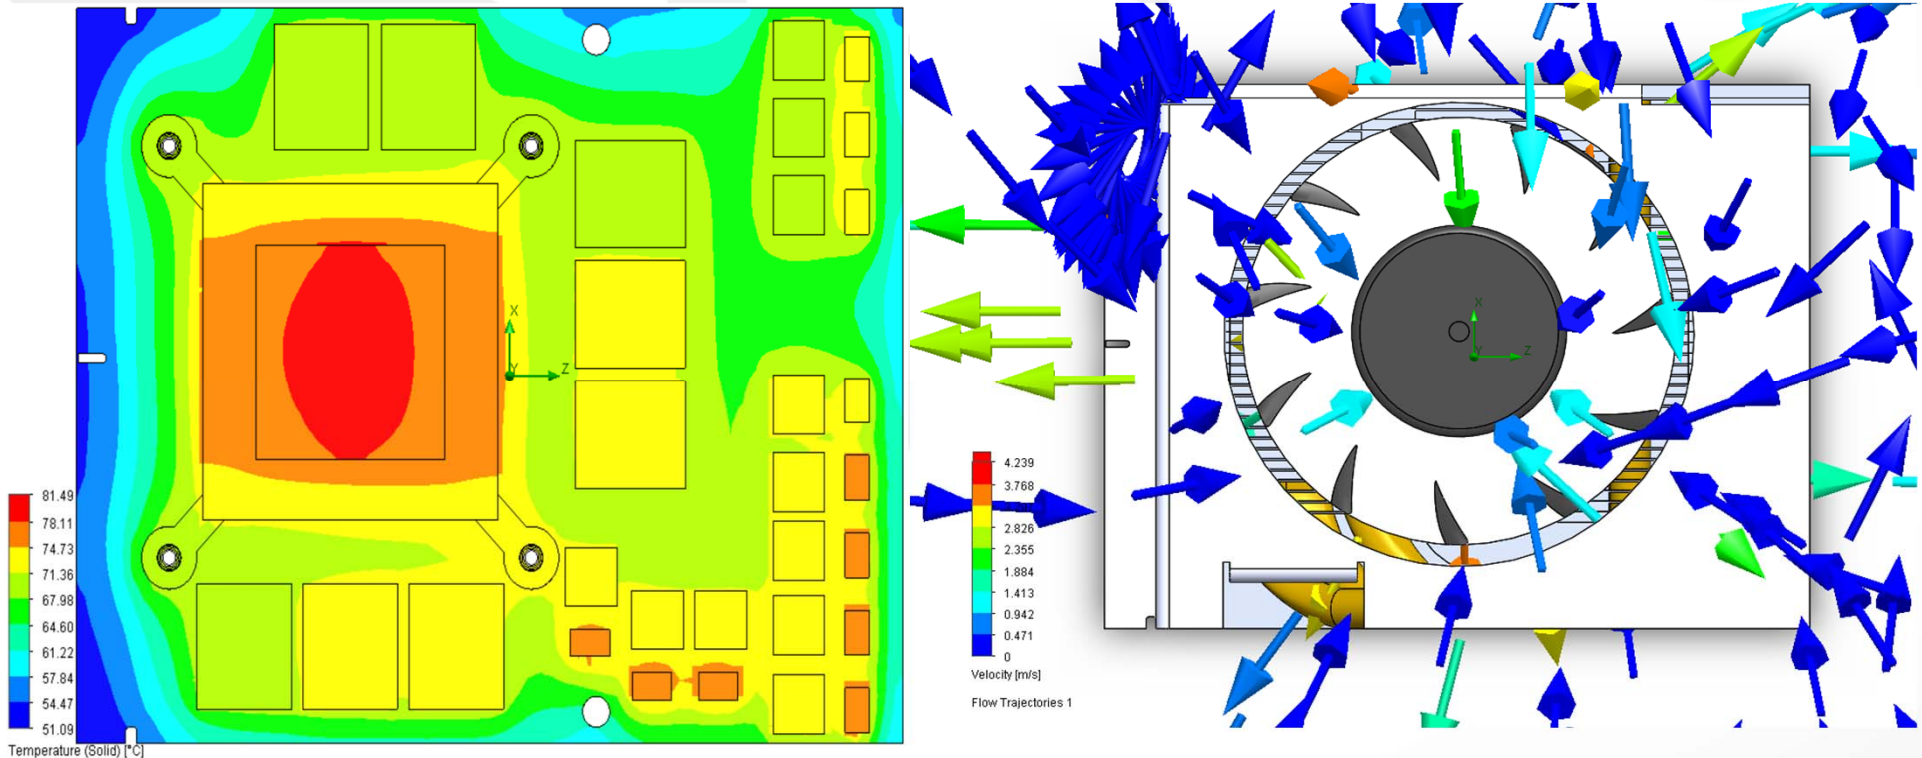 X
Y
Z
81.49
78.11
74.73
71.36
67.98
64.60
61.22
57.84
54.47
51.09
Temperature (Solid) [°C]
X
Y
Z
4.239
3.768
2.826
2.355
1.884
1.413
0.942
0.471
0
Velocity [m/s]
Flow Trajectories 1